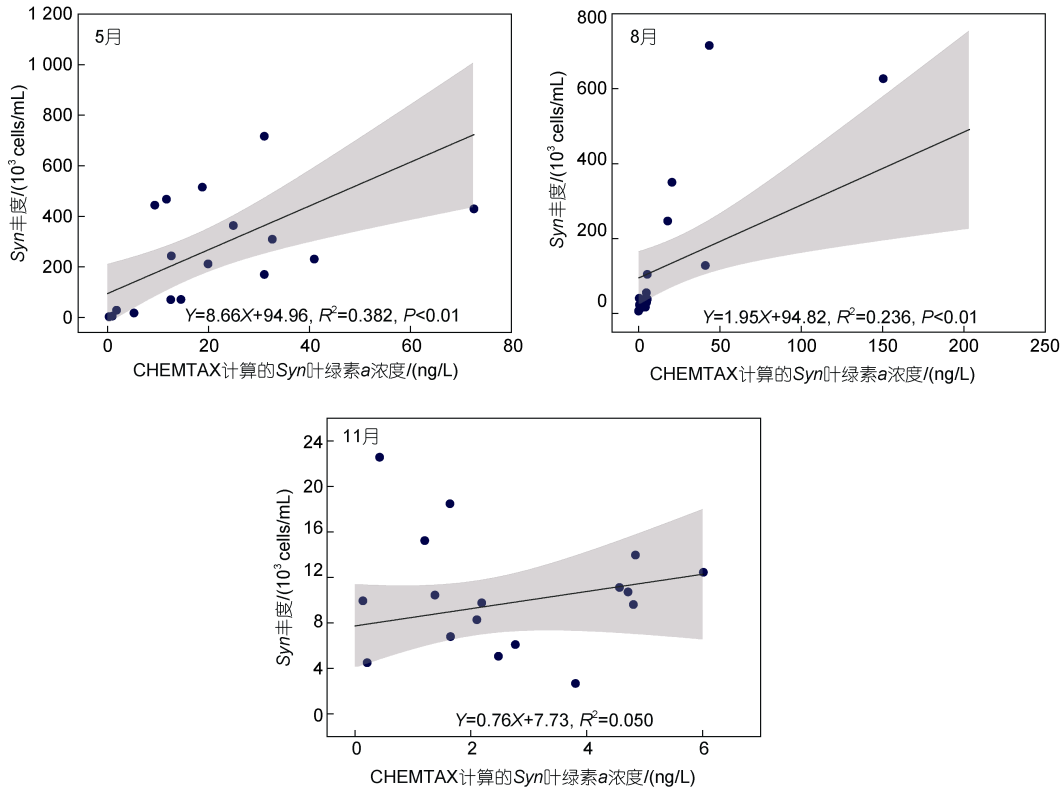 5月
1 200
1 000
800
600
400
200
0
Syn丰度/(10³ cells/mL)
Y=8.66X+94.96, R²=0.382, P<0.01
0 20 40 60 80
CHEMTAX计算的Syn叶绿素a浓度/(ng/L)
8月
800
600
400
200
0
Syn丰度/(10³ cells/mL)
Y=1.95X+94.82, R²=0.236, P<0.01
0 50 100 150 200 250
CHEMTAX计算的Syn叶绿素a浓度/(ng/L)
11月
24
20
16
12
8
4
0
Syn丰度/(10³ cells/mL)
Y=0.76X+7.73, R²=0.050
0 2 4 6
CHEMTAX计算的Syn叶绿素a浓度/(ng/L)